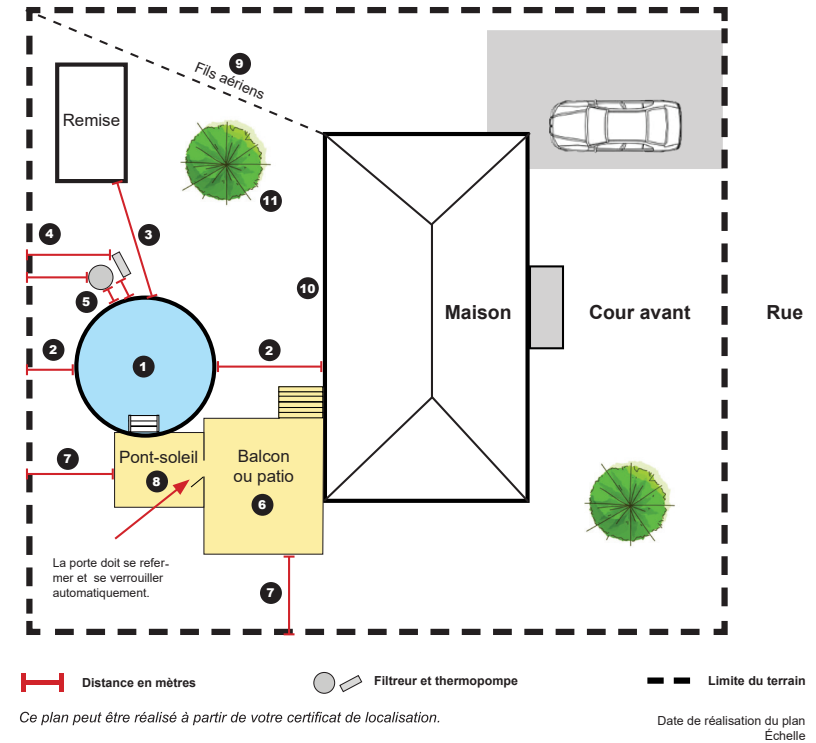 9
Fils aériens
Remise
11
3
4
5
10
2
2
1
Maison
Cour avant
Rue
7
Pont-soleil
8
Balcon
ou patio
6
La porte doit se refer-
mer et se verrouiller
automatiquement.
7
Distance en mètres
Filtreur et thermopompe
Limite du terrain
Ce plan peut être réalisé à partir de votre certificat de localisation.
Date de réalisation du plan
Échelle